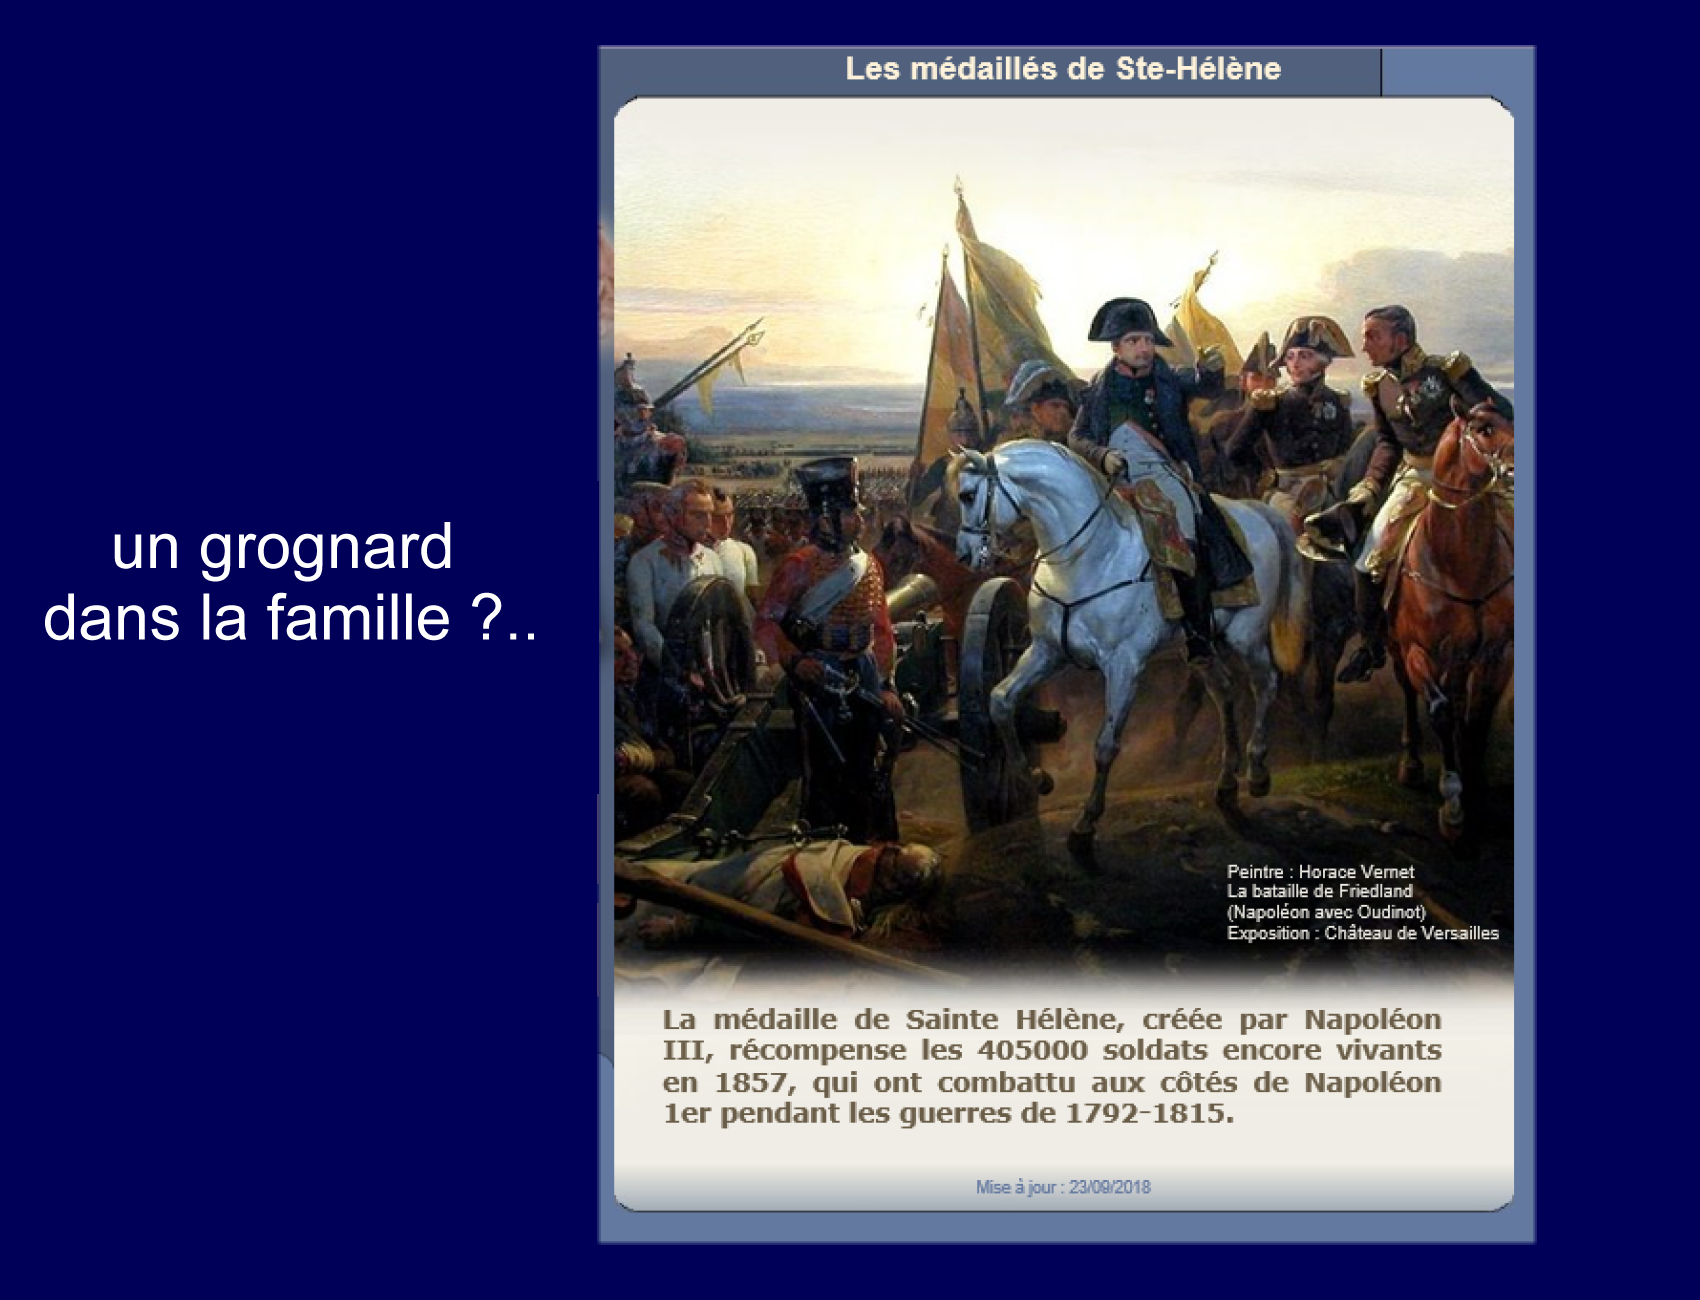 Les médaillés de Ste-Hélène
un grognard
dans la famille ?..
Peintre : Horace Vernet
La bataille de Friedland
(Napoléon avec Oudinot)
Exposition : Château de Versailles
La médaille de Sainte Hélène, créée par Napoléon
III, récompense les 405000 soldats encore vivants
en 1857, qui ont combattu aux côtés de Napoléon
1er pendant les guerres de 1792-1815.
Mise à jour : 23/09/2018